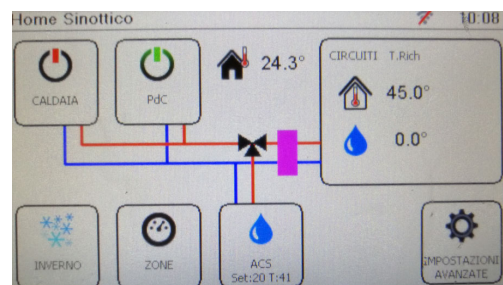 Home Sinottico
10:08
CALDAIA
PdC
24.3°
CIRCUITI T.Rich
45.0°
0.0°
INVERNO
ZONE
ACS
Set:20 T:41
IMPOSTAZIONI
AVANZATE